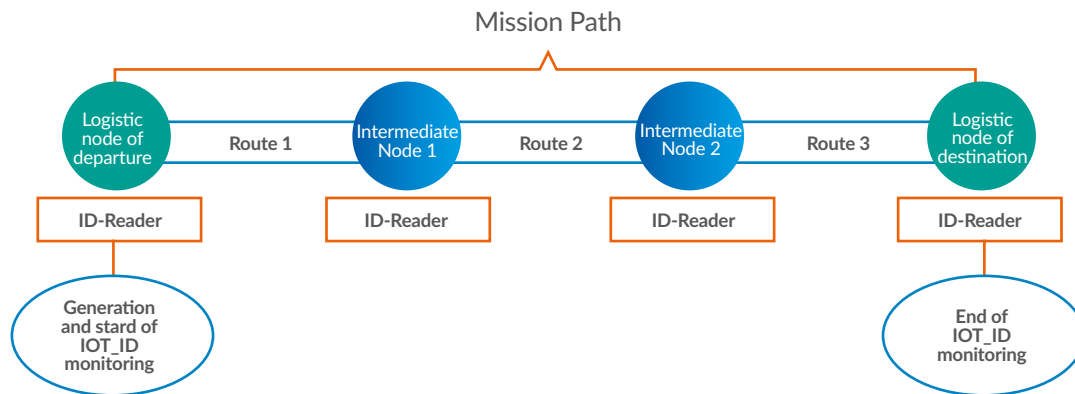 Mission Path
Logistic
node of
departure
Route 1
Intermediate
Node 1
Route 2
Intermediate
Node 2
Route 3
Logistic
node of
destination
ID-Reader
ID-Reader
ID-Reader
ID-Reader
Generation
and stard of
IOT_ID
monitoring
End of
IOT_ID
monitoring